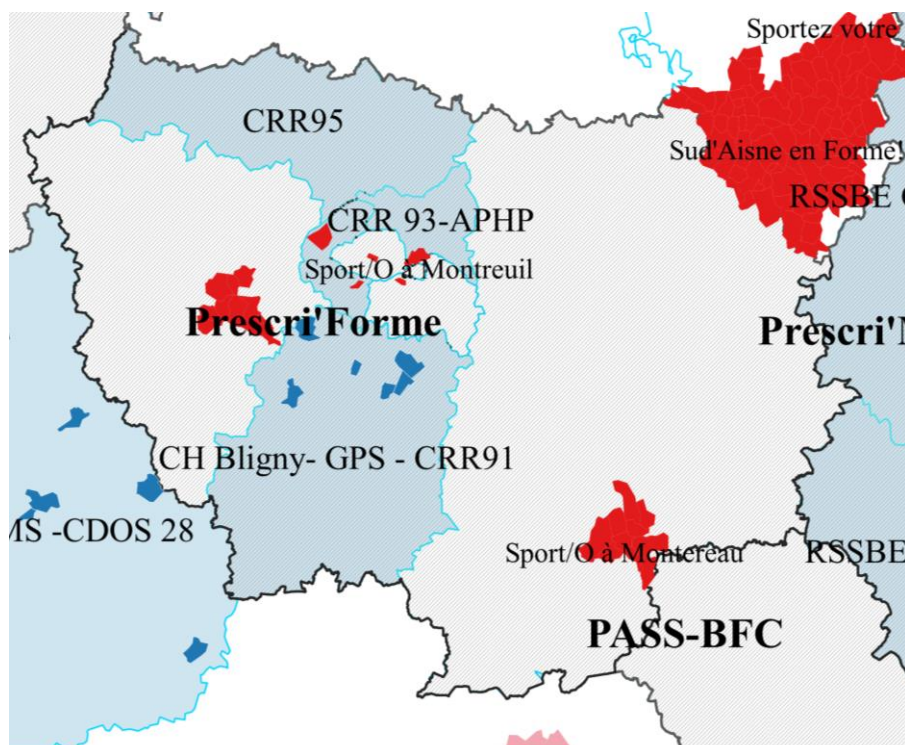 Sportez votre
CRR95
Sud'Aisne en Forme!
RSSBE
CRR 93-APHP
Sport/O à Montreuil
Prescri'Forme
Prescri'
CH Bligny- GPS - CRR91
MS -CDOS 28
Sport/O à Montereau
RSSBE
PASS-BFC